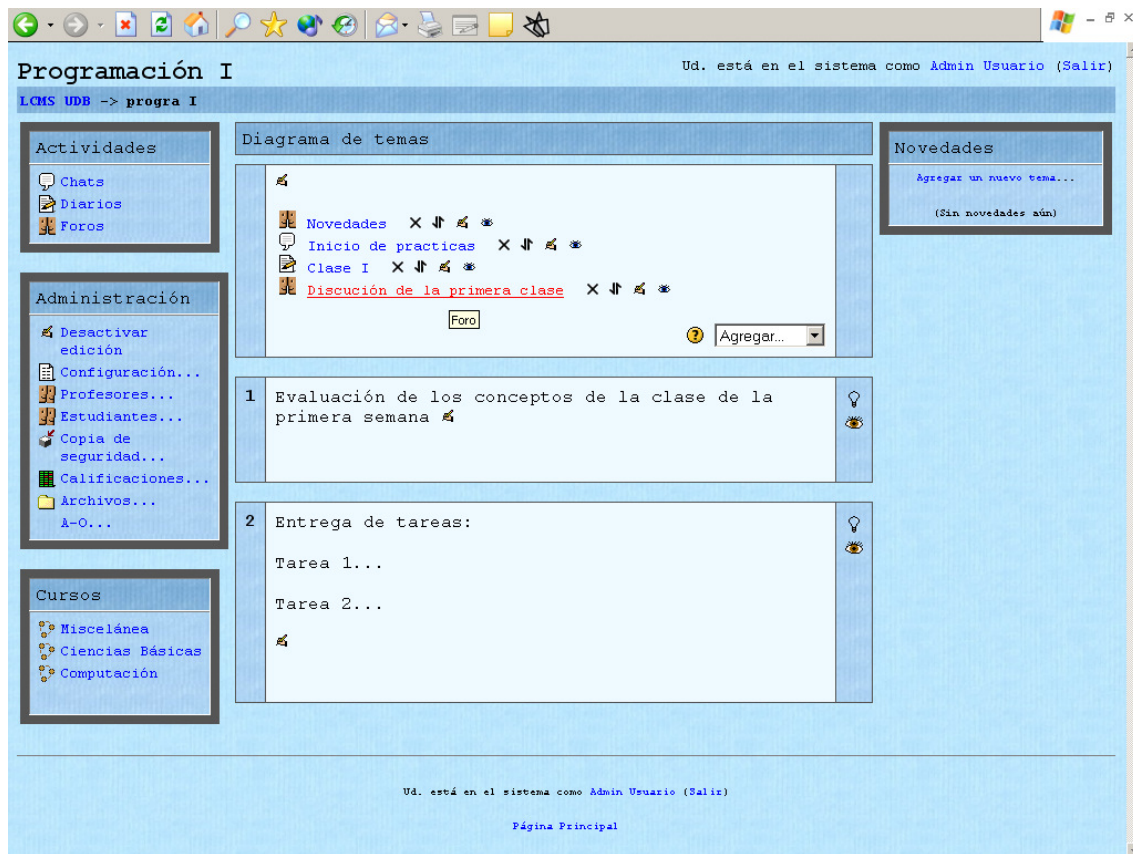 Programación I
Ud. está en el sistema como Admin Usuario (Salir)
LCMS UDB -> progra I
Actividades
Chats
Diarios
Foros
Administración
Desactivar
edición
Configuración...
Profesores...
Estudiantes...
Copia de
seguridad...
Calificaciones...
Archivos...
A-O...
Cursos
Miscelánea
Ciencias Básicas
Computación
Diagrama de temas
Novedades
Inicio de practicas
Clase I
Discución de la primera clase
Foro
? Agregar...
1 Evaluación de los conceptos de la clase de la
primera semana
2 Entrega de tareas:
Tarea 1...
Tarea 2...
Novedades
Agregar un nuevo tema...
(Sin novedades aún)
Ud. está en el sistema como Admin Usuario (Salir)
Página Principal